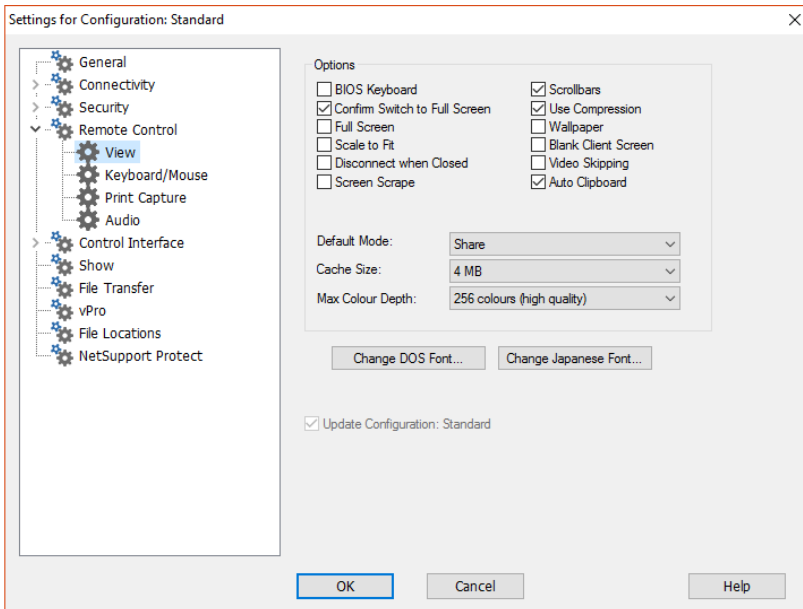 Settings for Configuration: Standard
General
Connectivity
Security
Remote Control
View
Keyboard/Mouse
Print Capture
Audio
Control Interface
Show
File Transfer
vPro
File Locations
NetSupport Protect
Options
BIOS Keyboard
Confirm Switch to Full Screen
Full Screen
Scale to Fit
Disconnect when Closed
Screen Scrape
Scrollbars
Use Compression
Wallpaper
Blank Client Screen
Video Skipping
Auto Clipboard
Default Mode: Share
Cache Size: 4 MB
Max Colour Depth: 256 colours (high quality)
Change DOS Font... Change Japanese Font...
Update Configuration: Standard
OK Cancel Help